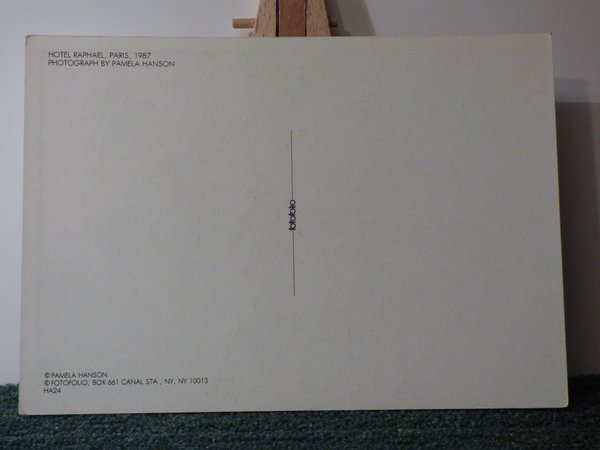 HOTEL RAPHAEL, PARIS, 1987
PHOTOGRAPH BY PAMELA HANSON
fotofolio
© PAMELA HANSON
© FOTOFOLIO, BOX 661 CANAL STA., NY, NY 10013
HA24